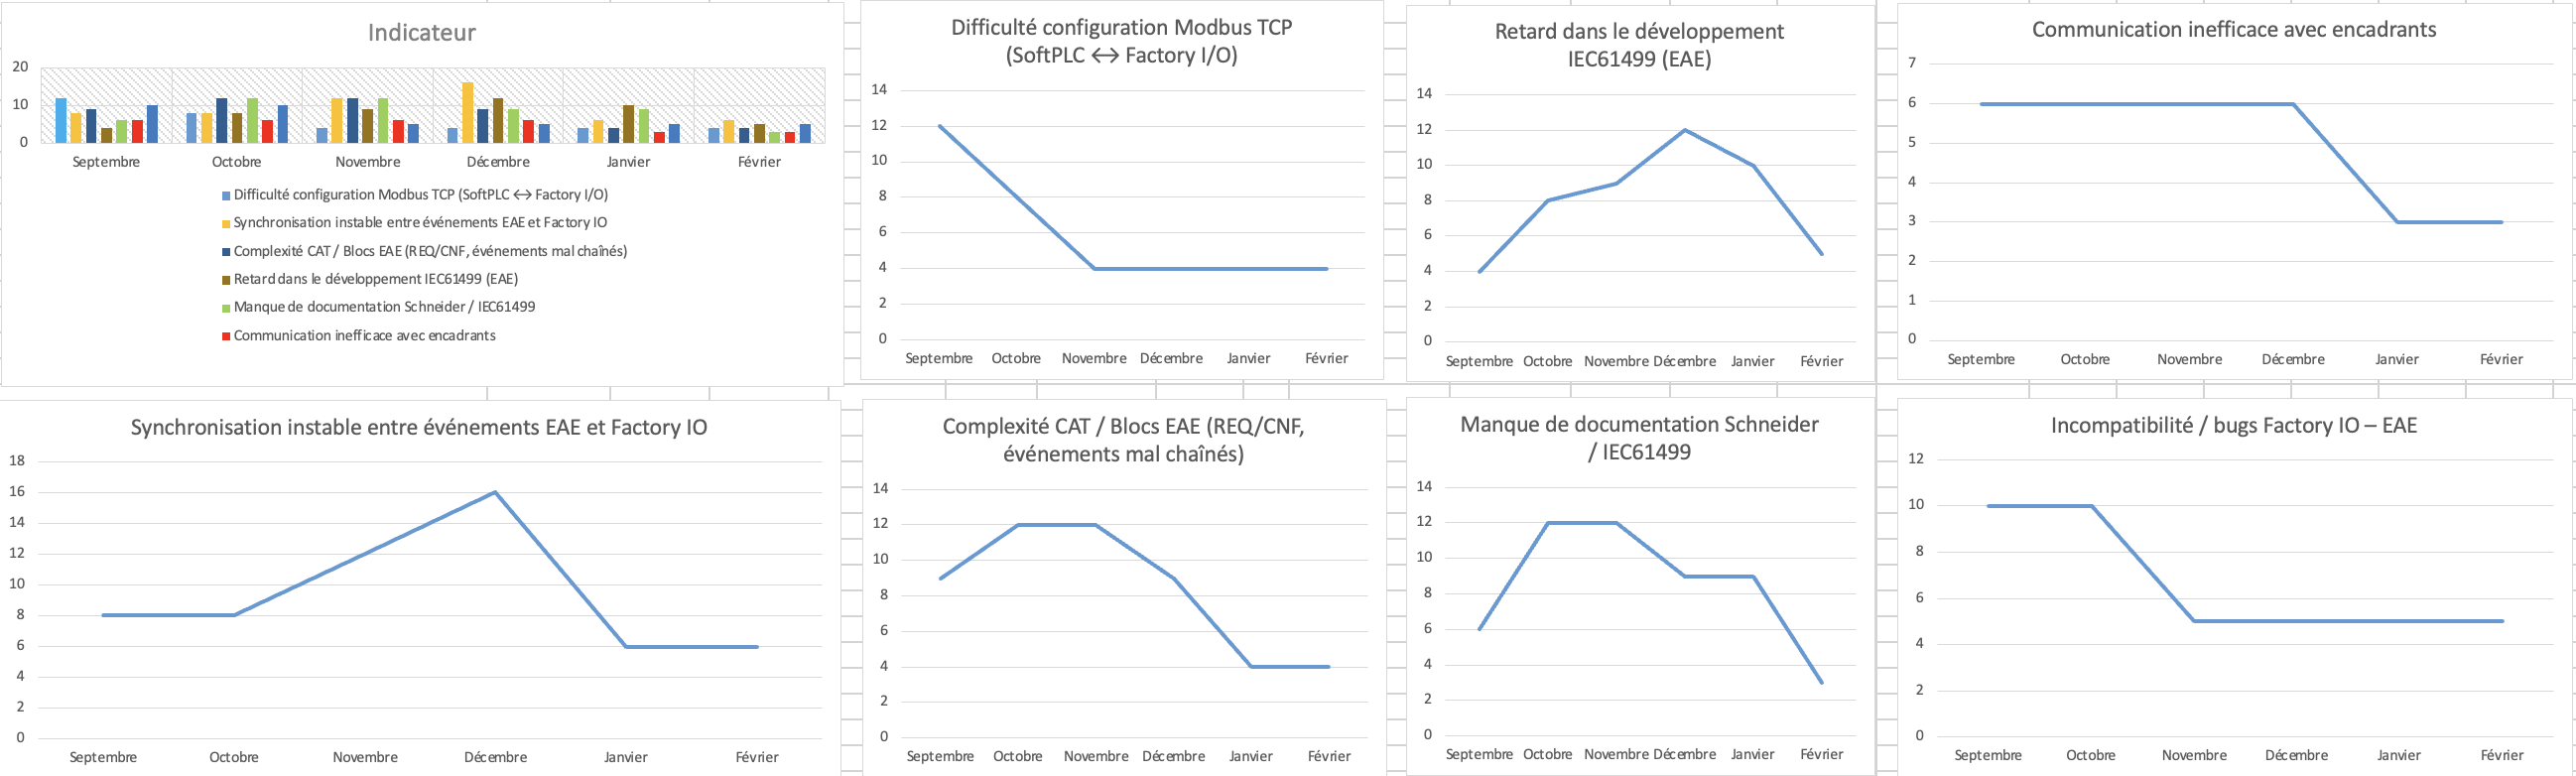 Indicateur
20
10
0
Septembre Octobre Novembre Décembre Janvier Février
Difficulté configuration Modbus TCP (SoftPLC ↔ Factory I/O)
Synchronisation instable entre événements EAE et Factory IO
Complexité CAT / Blocs EAE (REQ/CNF, événements mal chaînés)
Retard dans le développement IEC61499 (EAE)
Manque de documentation Schneider / IEC61499
Communication inefficace avec encadrants
Difficulté configuration Modbus TCP
(SoftPLC ↔ Factory I/O)
14
12
10
8
6
4
2
0
Septembre Octobre Novembre Décembre Janvier Février
Retard dans le développement
IEC61499 (EAE)
14
12
10
8
6
4
2
0
Septembre Octobre Novembre Décembre Janvier Février
Communication inefficace avec encadrants
7
6
5
4
3
2
1
0
Septembre Octobre Novembre Décembre Janvier Février
Synchronisation instable entre événements EAE et Factory IO
18
16
14
12
10
8
6
4
2
0
Septembre Octobre Novembre Décembre Janvier Février
Complexité CAT / Blocs EAE (REQ/CNF,
événements mal chaînés)
14
12
10
8
6
4
2
0
Septembre Octobre Novembre Décembre Janvier Février
Manque de documentation Schneider
/ IEC61499
14
12
10
8
6
4
2
0
Septembre Octobre Novembre Décembre Janvier Février
Incompatibilité / bugs Factory IO – EAE
12
10
8
6
4
2
0
Septembre Octobre Novembre Décembre Janvier Février